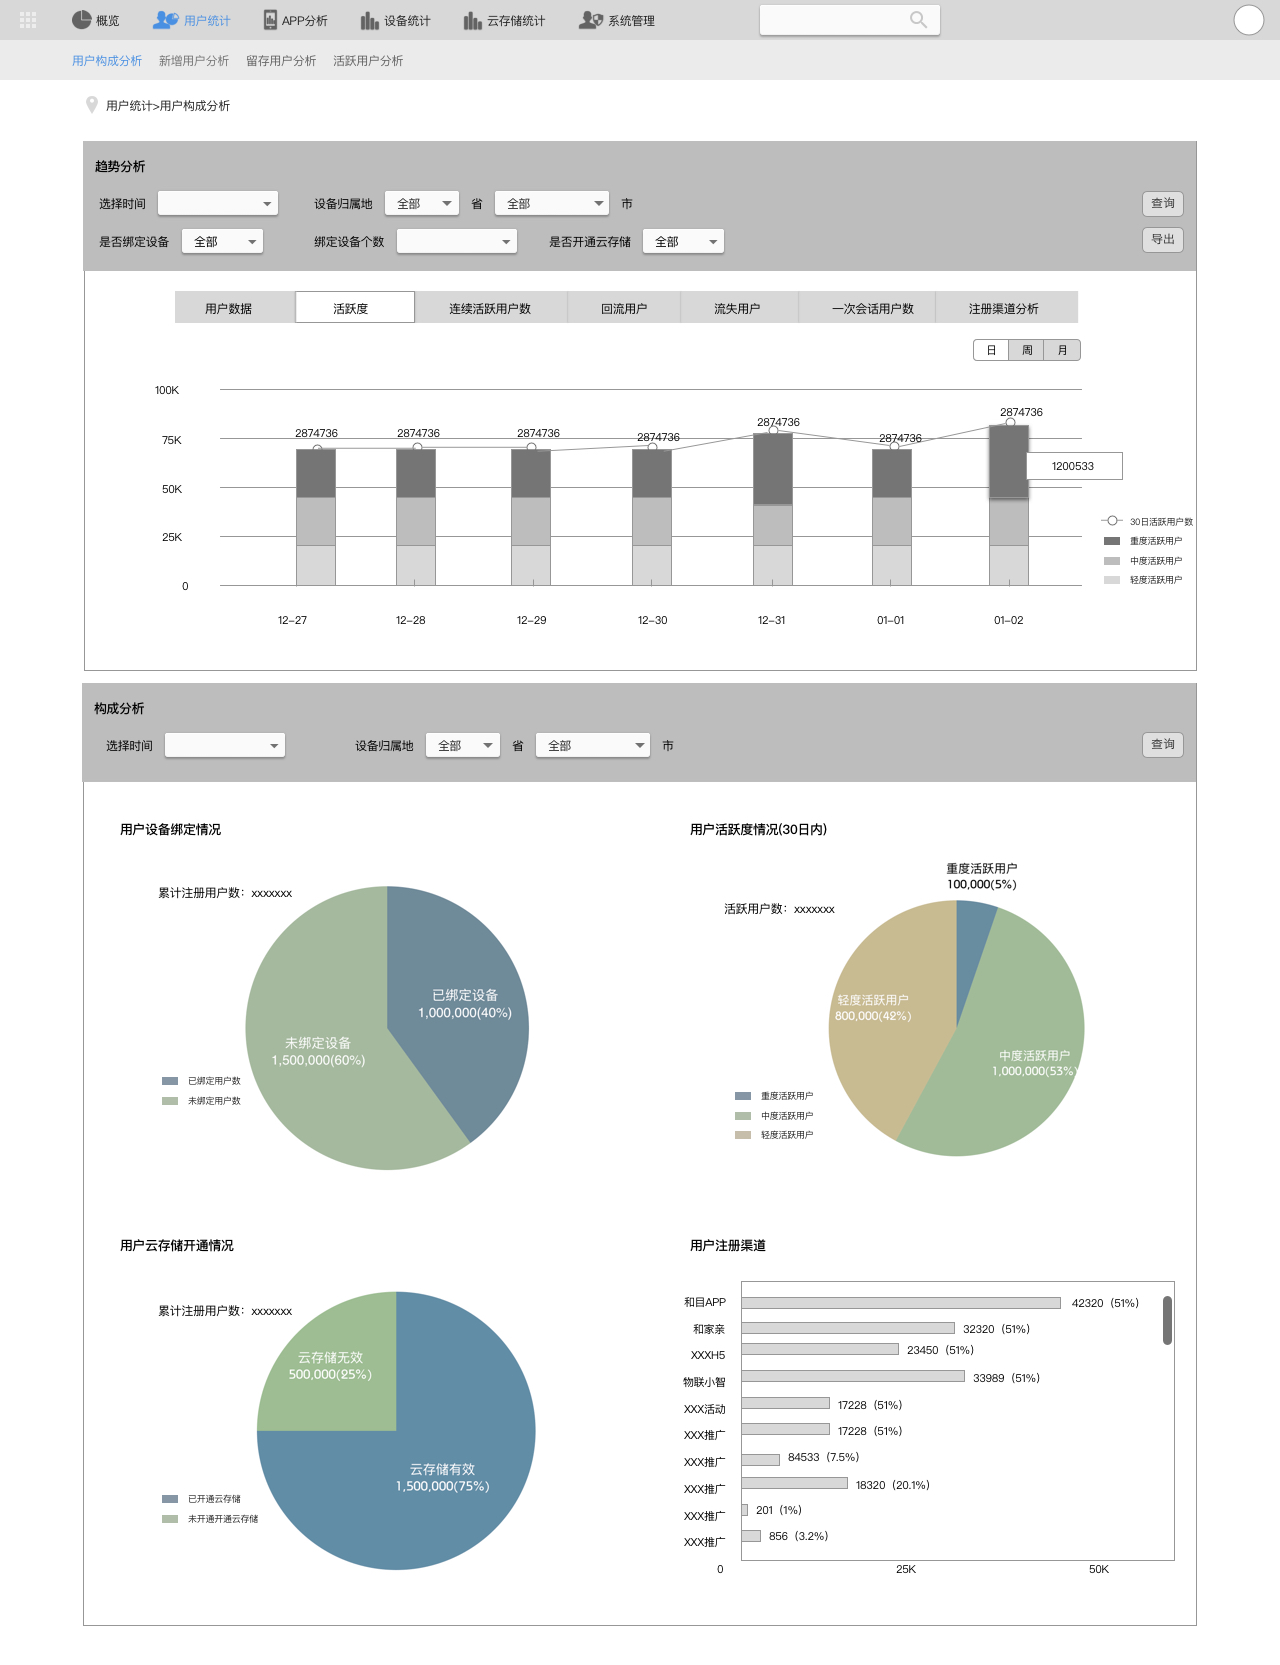 概览 用户统计 APP分析 设备统计 云存储统计 系统管理
用户构成分析 新增用户分析 留存用户分析 活跃用户分析
用户统计>用户构成分析
趋势分析
选择时间 设备归属地 全部 省 全部 市 查询
是否绑定设备 全部 绑定设备个数 是否开通云存储 全部 导出
用户数据 活跃度 连续活跃用户数 回流用户 流失用户 一次会话用户数 注册渠道分析
日 周 月
100K
75K
50K
25K
0
2874736 2874736 2874736 2874736 2874736 2874736 2874736
1200533
30日活跃用户数
重度活跃用户
中度活跃用户
轻度活跃用户
12-27 12-28 12-29 12-30 12-31 01-01 01-02
构成分析
选择时间 设备归属地 全部 省 全部 市 查询
用户设备绑定情况
累计注册用户数：xxxxxxx
已绑定设备
1,000,000(40%)
未绑定设备
1,500,000(60%)
已绑定用户数
未绑定用户数
用户活跃度情况(30日内)
重度活跃用户
100,000(5%)
活跃用户数：xxxxxxx
轻度活跃用户
800,000(42%)
中度活跃用户
1,000,000(53%)
重度活跃用户
中度活跃用户
轻度活跃用户
用户云存储开通情况
累计注册用户数：xxxxxxx
云存储无效
500,000(25%)
云存储有效
1,500,000(75%)
已开通云存储
未开通开通云存储
用户注册渠道
和目APP 42320 (51%)
和家亲 32320 (51%)
XXXH5 23450 (51%)
物联小智 33989 (51%)
XXX活动 17228 (51%)
XXX推广 17228 (51%)
XXX推广 84533 (7.5%)
XXX推广 18320 (20.1%)
XXX推广 201 (1%)
XXX推广 856 (3.2%)
0 25K 50K